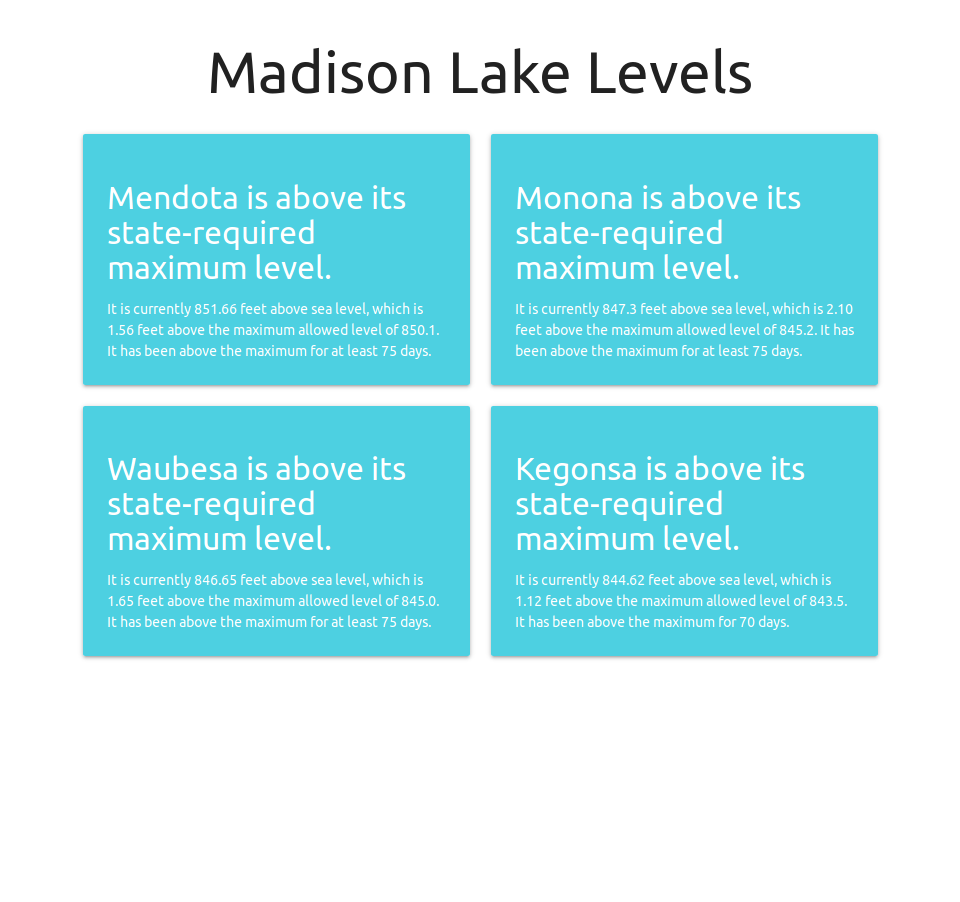 Madison Lake Levels
Mendota is above its
state-required
maximum level.
It is currently 851.66 feet above sea level, which is
1.56 feet above the maximum allowed level of 850.1.
It has been above the maximum for at least 75 days.
Monona is above its
state-required
maximum level.
It is currently 847.3 feet above sea level, which is 2.10
feet above the maximum allowed level of 845.2. It has
been above the maximum for at least 75 days.
Waubesa is above its
state-required
maximum level.
It is currently 846.65 feet above sea level, which is
1.65 feet above the maximum allowed level of 845.0.
It has been above the maximum for at least 75 days.
Kegonsa is above its
state-required
maximum level.
It is currently 844.62 feet above sea level, which is
1.12 feet above the maximum allowed level of 843.5.
It has been above the maximum for 70 days.